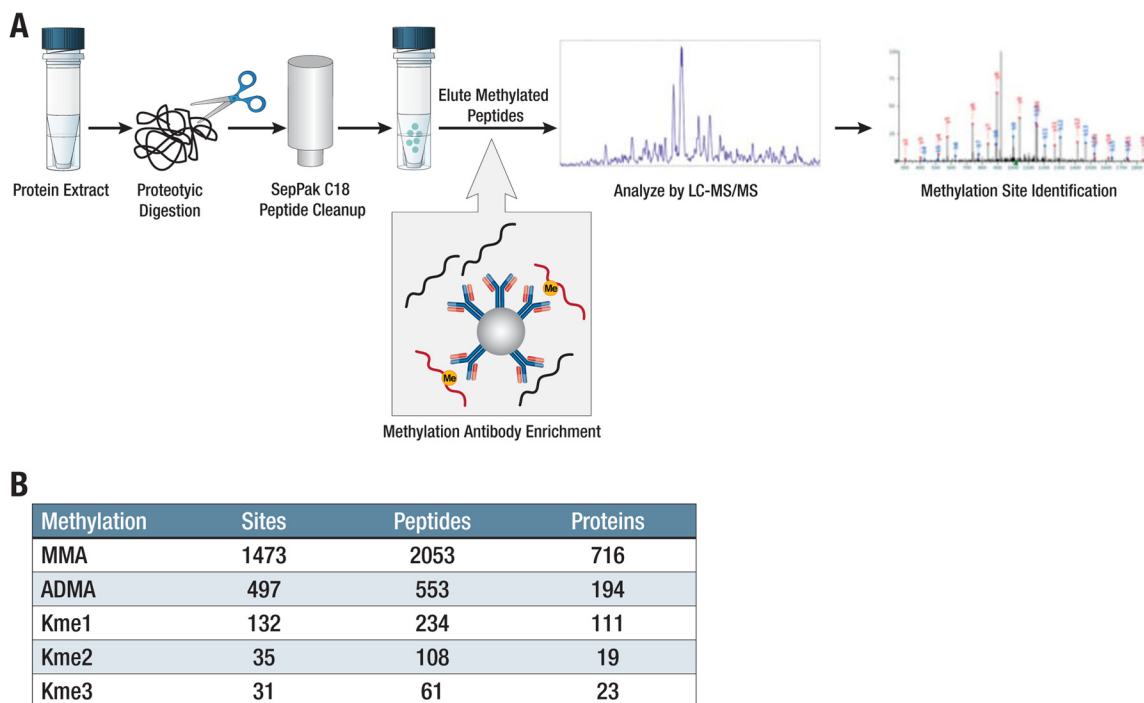 A
Protein Extract
Proteotyic
Digestion
SepPak C18
Peptide Cleanup
Elute Methylated
Peptides
Analyze by LC-MS/MS
Methylation Site Identification
Me
Me
Methylation Antibody Enrichment
B
Methylation Sites Peptides Proteins
MMA 1473 2053 716
ADMA 497 553 194
Kme1 132 234 111
Kme2 35 108 19
Kme3 31 61 23